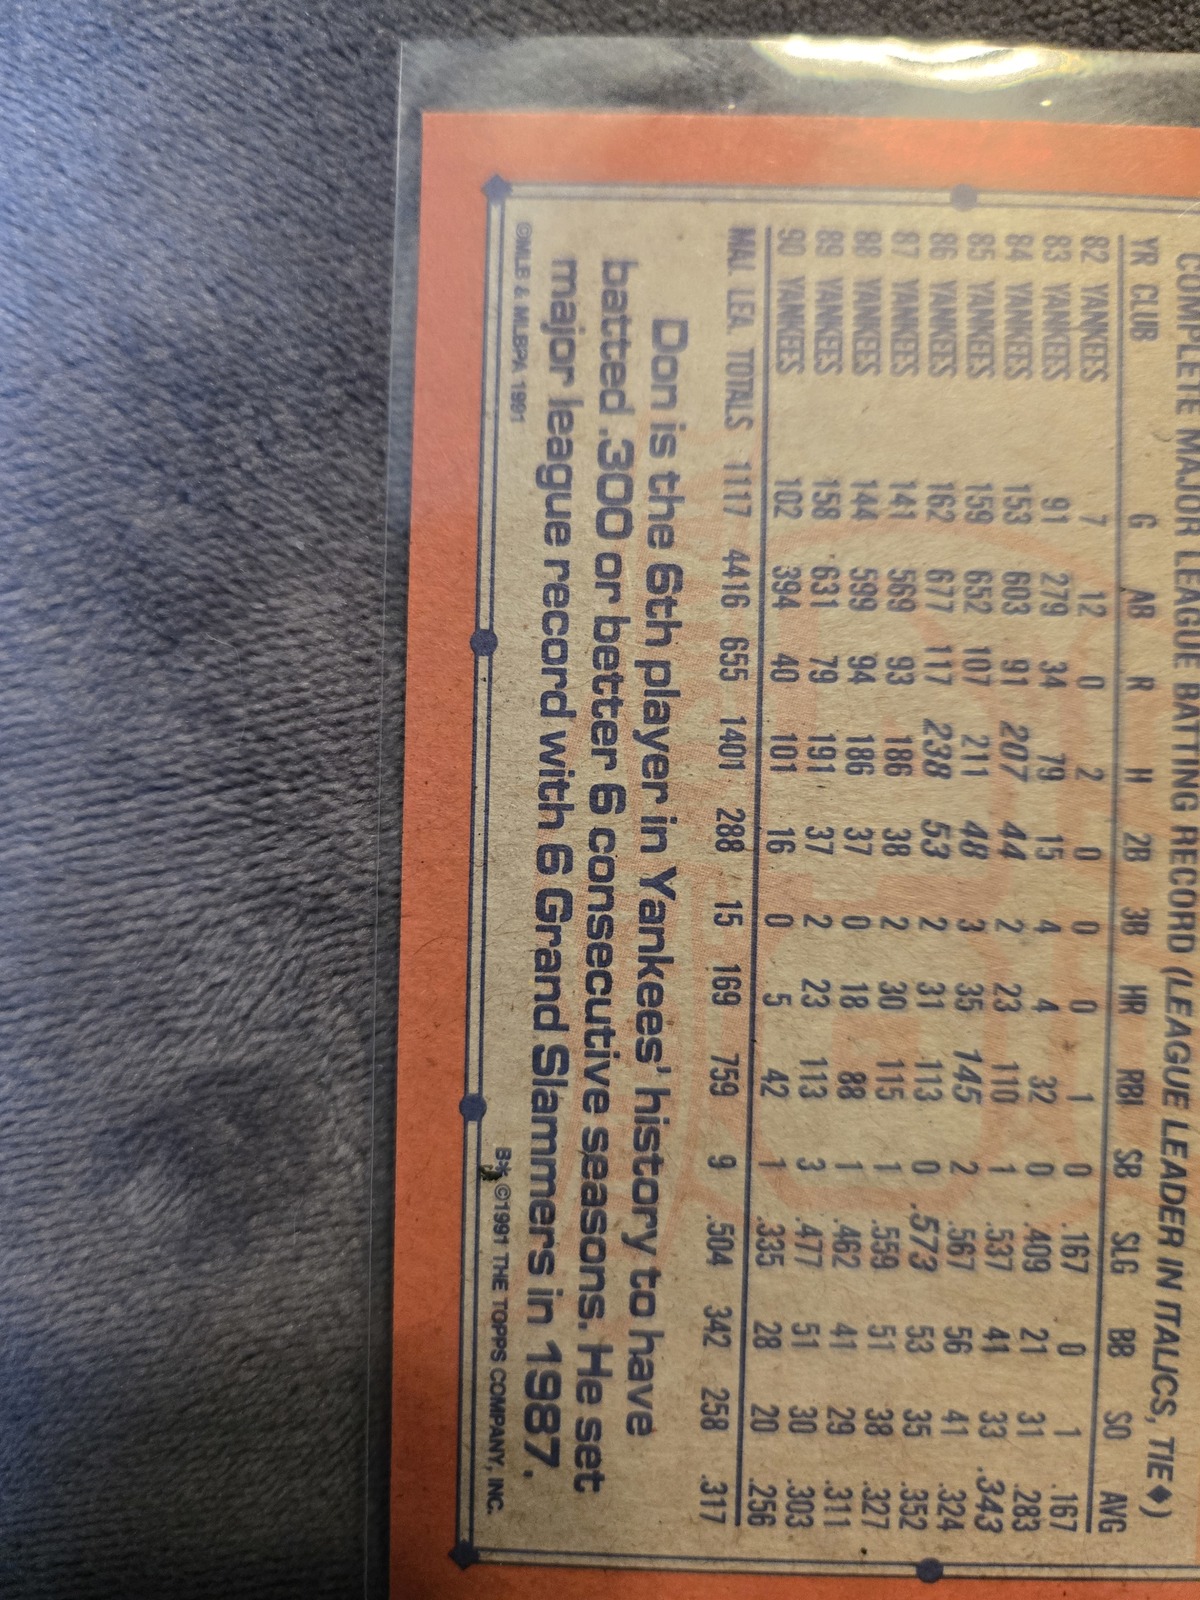 COMPLETE MAJOR LEAGUE BATTING RECORD (LEAGUE LEADER IN ITALICS, TIE ♦)
YR CLUB G AB R H 2B 3B HR RBI SB SLG BB SO AVG
82 YANKEES 7 12 0 2 0 0 0 1 0 .167 0 1 .167
83 YANKEES 91 279 34 79 15 4 4 32 0 .409 21 31 .283
84 YANKEES 153 603 91 207 44 2 23 110 1 .537 41 33 .343
85 YANKEES 159 652 107 211 48 3 35 145 2 .567 56 41 .324
86 YANKEES 162 677 117 238 53 2 31 113 0 .573 53 35 .352
87 YANKEES 141 569 93 186 38 2 30 115 1 .559 51 38 .327
88 YANKEES 144 599 94 186 37 0 18 88 1 .462 41 29 .311
89 YANKEES 158 631 79 191 37 2 23 113 3 .477 51 30 .303
90 YANKEES 102 394 40 101 16 0 5 42 1 .335 28 20 .256
MAJ. LEA. TOTALS 1117 4416 655 1401 288 15 169 759 9 .504 342 258 .317
Don is the 6th player in Yankees' history to have
batted .300 or better 6 consecutive seasons. He set
major league record with 6 Grand Slammers in 1987.
©MLB & MLBPA 1991
B* ©1991 THE TOPPS COMPANY, INC.